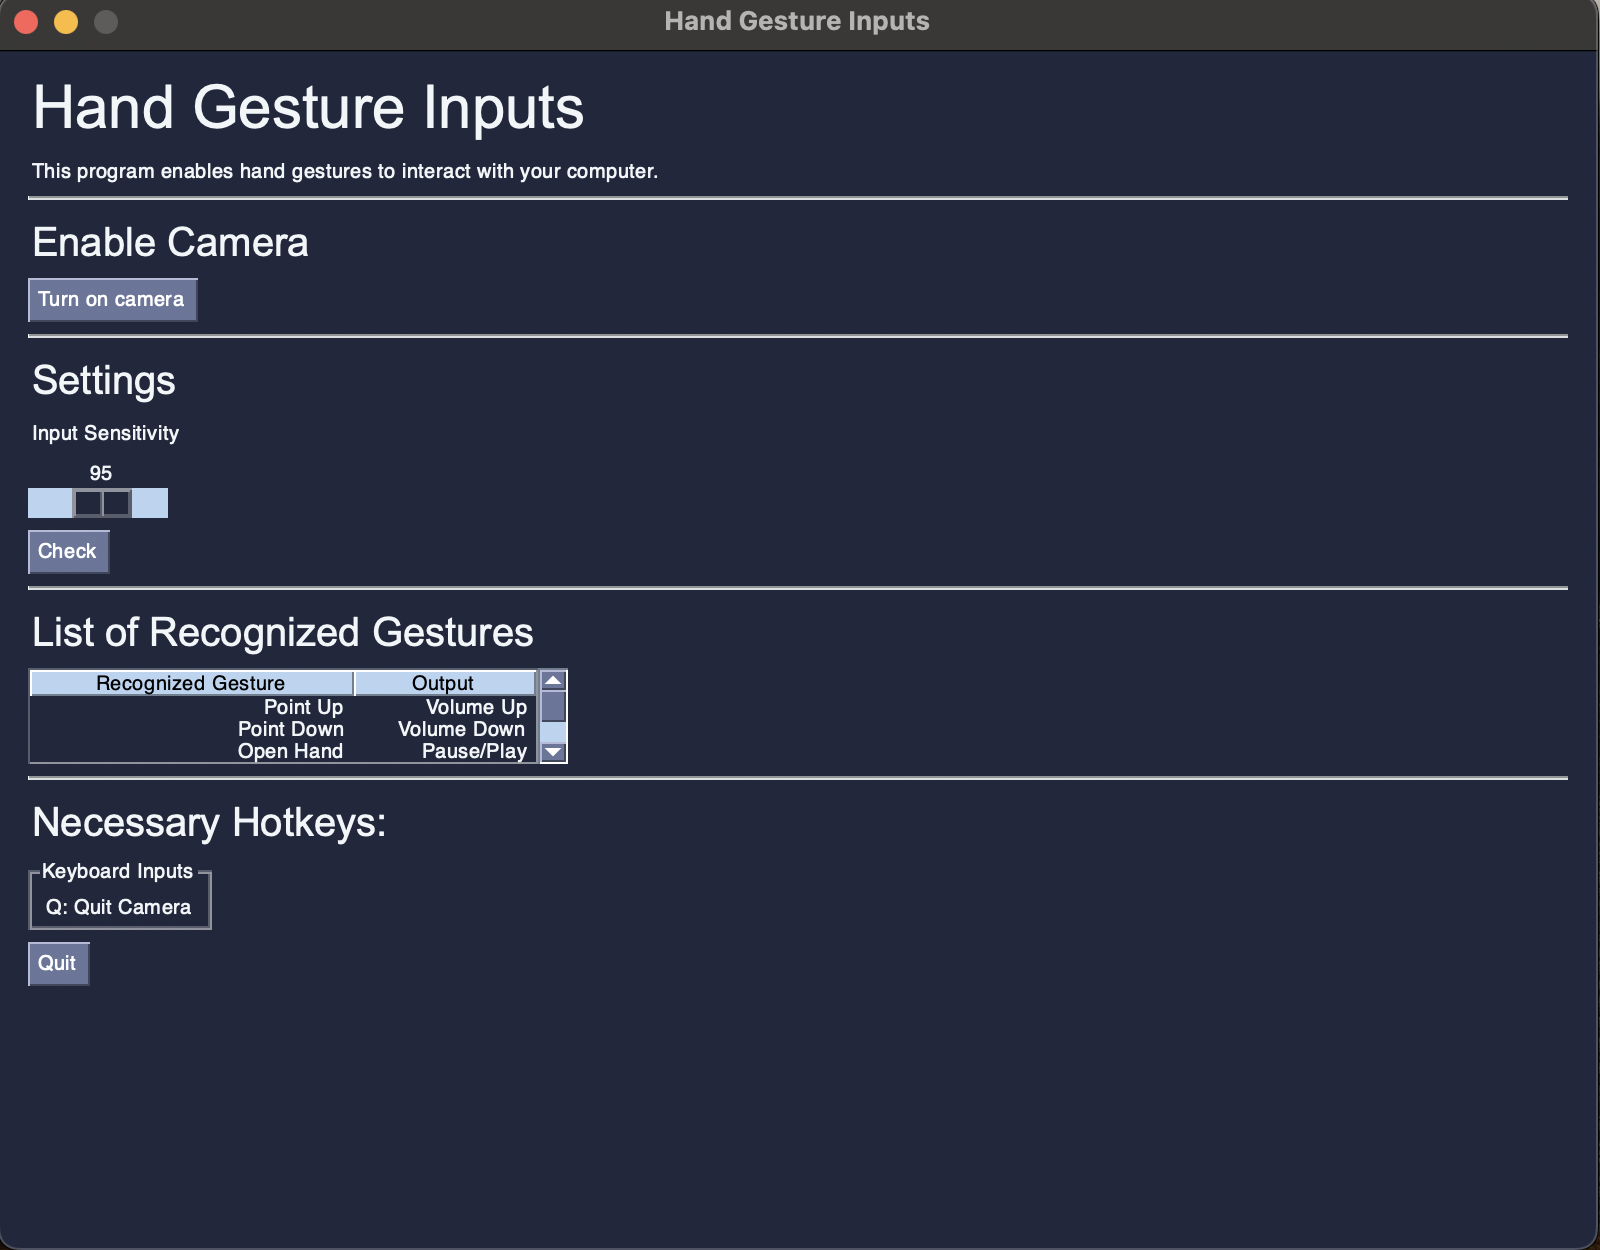 Hand Gesture Inputs
Hand Gesture Inputs
This program enables hand gestures to interact with your computer.
Enable Camera
Turn on camera
Settings
Input Sensitivity
95
Check
List of Recognized Gestures
Recognized Gesture Output
Point Up Volume Up
Point Down Volume Down
Open Hand Pause/Play
Necessary Hotkeys:
Keyboard Inputs
Q: Quit Camera
Quit